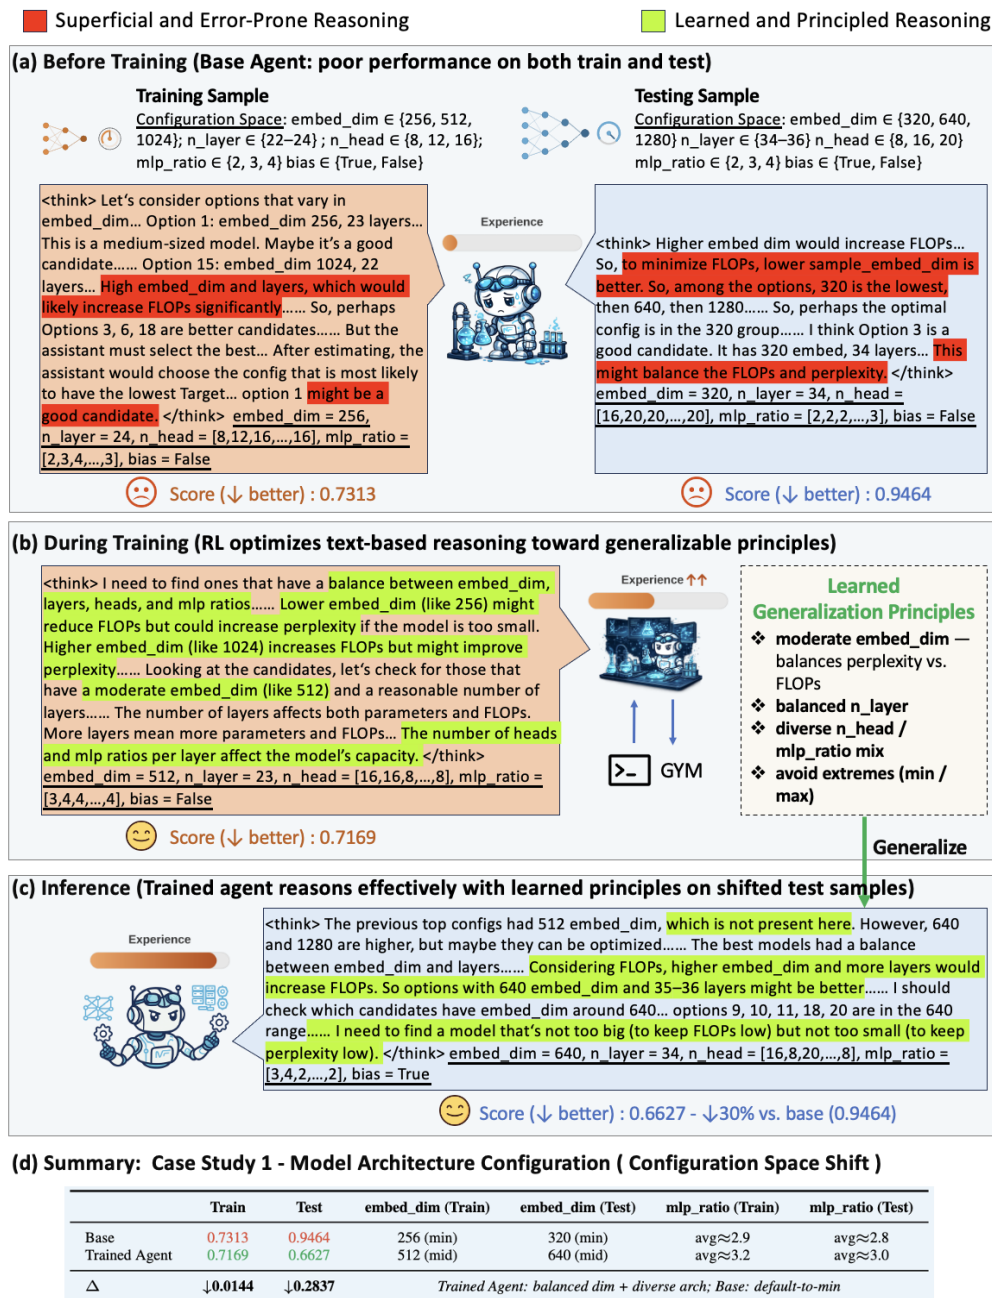 Superficial and Error-Prone Reasoning
Learned and Principled Reasoning
(a) Before Training (Base Agent: poor performance on both train and test)
Training Sample
Configuration Space: embed_dim ∈ {256, 512,
1024}; n_layer ∈ {22–24} ; n_head ∈ {8, 12, 16};
mlp_ratio ∈ {2, 3, 4} bias ∈ {True, False}
Testing Sample
Configuration Space: embed_dim ∈ {320, 640,
1280} n_layer ∈ {34–36} n_head ∈ {8, 16, 20}
mlp_ratio ∈ {2, 3, 4} bias ∈ {True, False}
<think> Let's consider options that vary in
embed_dim... Option 1: embed_dim 256, 23 layers...
This is a medium-sized model. Maybe it's a good
candidate...... Option 15: embed_dim 1024, 22
layers... High embed_dim and layers, which would
likely increase FLOPs significantly...... So, perhaps
Options 3, 6, 18 are better candidates...... But the
assistant must select the best... After estimating, the
assistant would choose the config that is most likely
to have the lowest Target... option 1 might be a
good candidate. </think> embed_dim = 256,
n_layer = 24, n_head = [8,12,16,...,16], mlp_ratio =
[2,3,4,...,3], bias = False
Experience
<think> Higher embed dim would increase FLOPs...
So, to minimize FLOPs, lower sample_embed_dim is
better. So, among the options, 320 is the lowest,
then 640, then 1280...... So, perhaps the optimal
config is in the 320 group...... I think Option 3 is a
good candidate. It has 320 embed, 34 layers... This
might balance the FLOPs and perplexity. </think>
embed_dim = 320, n_layer = 34, n_head =
[16,20,20,...,20], mlp_ratio = [2,2,2,...,3], bias = False
Score (↓ better) : 0.7313
Score (↓ better) : 0.9464
(b) During Training (RL optimizes text-based reasoning toward generalizable principles)
<think> I need to find ones that have a balance between embed_dim,
layers, heads, and mlp ratios...... Lower embed_dim (like 256) might
reduce FLOPs but could increase perplexity if the model is too small.
Higher embed_dim (like 1024) increases FLOPs but might improve
perplexity...... Looking at the candidates, let's check for those that
have a moderate embed_dim (like 512) and a reasonable number of
layers...... The number of layers affects both parameters and FLOPs.
More layers mean more parameters and FLOPs... The number of heads
and mlp ratios per layer affect the model's capacity. </think>
embed_dim = 512, n_layer = 23, n_head = [16,16,8,...,8], mlp_ratio =
[3,4,4,...,4], bias = False
Score (↓ better) : 0.7169
Experience ↑↑
GYM
Learned
Generalization Principles
❖ moderate embed_dim —
balances perplexity vs.
FLOPs
❖ balanced n_layer
❖ diverse n_head /
mlp_ratio mix
❖ avoid extremes (min /
max)
Generalize
(c) Inference (Trained agent reasons effectively with learned principles on shifted test samples)
Experience
<think> The previous top configs had 512 embed_dim, which is not present here. However, 640
and 1280 are higher, but maybe they can be optimized...... The best models had a balance
between embed_dim and layers...... Considering FLOPs, higher embed_dim and more layers would
increase FLOPs. So options with 640 embed_dim and 35–36 layers might be better...... I should
check which candidates have embed_dim around 640... options 9, 10, 11, 18, 20 are in the 640
range...... I need to find a model that's not too big (to keep FLOPs low) but not too small (to keep
perplexity low). </think> embed_dim = 640, n_layer = 34, n_head = [16,8,20,...,8], mlp_ratio =
[3,4,2,...,2], bias = True
Score (↓ better) : 0.6627 - ↓30% vs. base (0.9464)
(d) Summary: Case Study 1 - Model Architecture Configuration ( Configuration Space Shift )
Train Test embed_dim (Train) embed_dim (Test) mlp_ratio (Train) mlp_ratio (Test)
Base 0.7313 0.9464 256 (min) 320 (min) avg≈2.9 avg≈2.8
Trained Agent 0.7169 0.6627 512 (mid) 640 (mid) avg≈3.2 avg≈3.0
Δ ↓0.0144 ↓0.2837 Trained Agent: balanced dim + diverse arch; Base: default-to-min